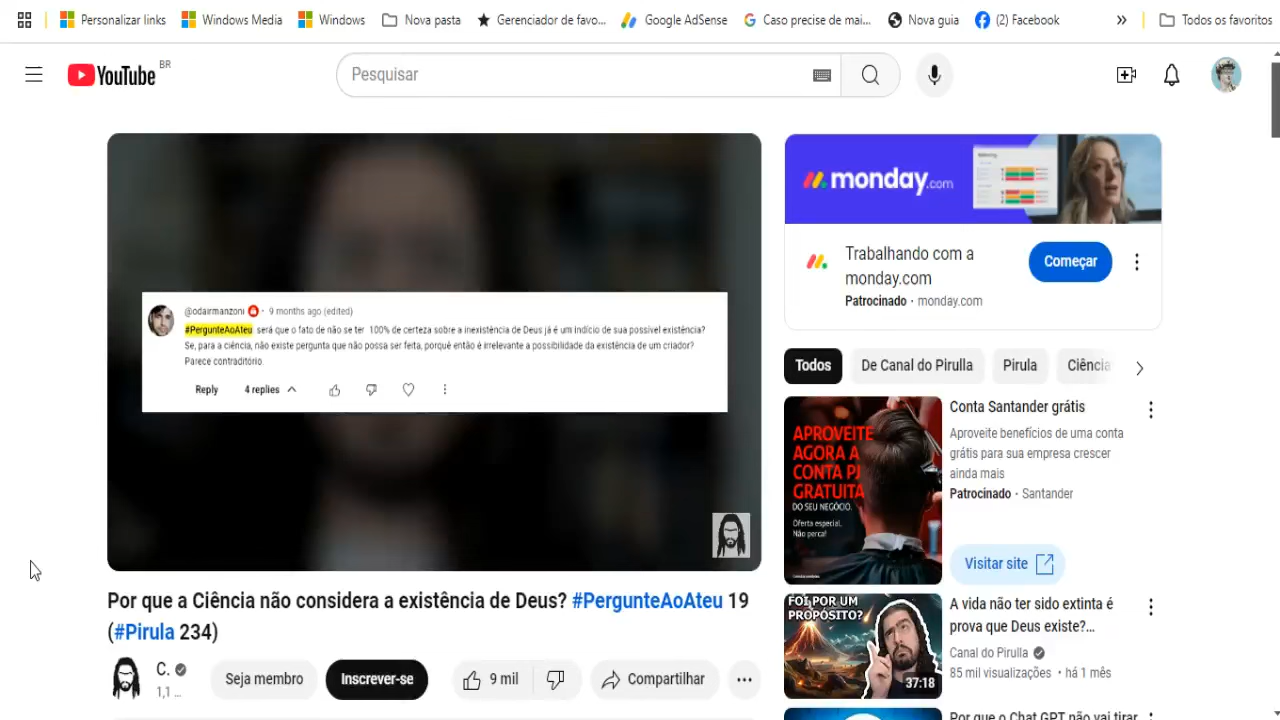 Personalizar links
Windows Media
Windows
Nova pasta
Gerenciador de favo...
Google AdSense
Caso precise de mai...
Nova guia
(2) Facebook
»
Todos os favoritos
YouTube BR
Pesquisar
@odairmanzoni 9 months ago (edited)
#PergunteAoAteu será que o fato de não se ter 100% de certeza sobre a inexistência de Deus já é um indício de sua possível existência?
Se, para a ciência, não existe pergunta que não possa ser feita, porquê então é irrelevante a possibilidade da existência de um criador?
Parece contraditório.
Reply 4 replies
Por que a Ciência não considera a existência de Deus? #PergunteAoAteu 19
(#Pirula 234)
C.
1,1 ...
Seja membro
Inscrever-se
9 mil
Compartilhar
monday.com
Trabalhando com a
monday.com
Patrocinado · monday.com
Começar
Todos
De Canal do Pirulla
Pirula
Ciência
APROVEITE
AGORA A
CONTA PJ
GRATUITA
DO SEU NEGÓCIO.
Oferta especial.
Não perca!
Conta Santander grátis
Aproveite benefícios de uma conta
grátis para sua empresa crescer
ainda mais
Patrocinado · Santander
Visitar site
FOI POR UM
PROPÓSITO?
37:18
A vida não ter sido extinta é
prova que Deus existe?...
Canal do Pirulla
85 mil visualizações · há 1 mês
Por que o Chat GPT não vai tirar